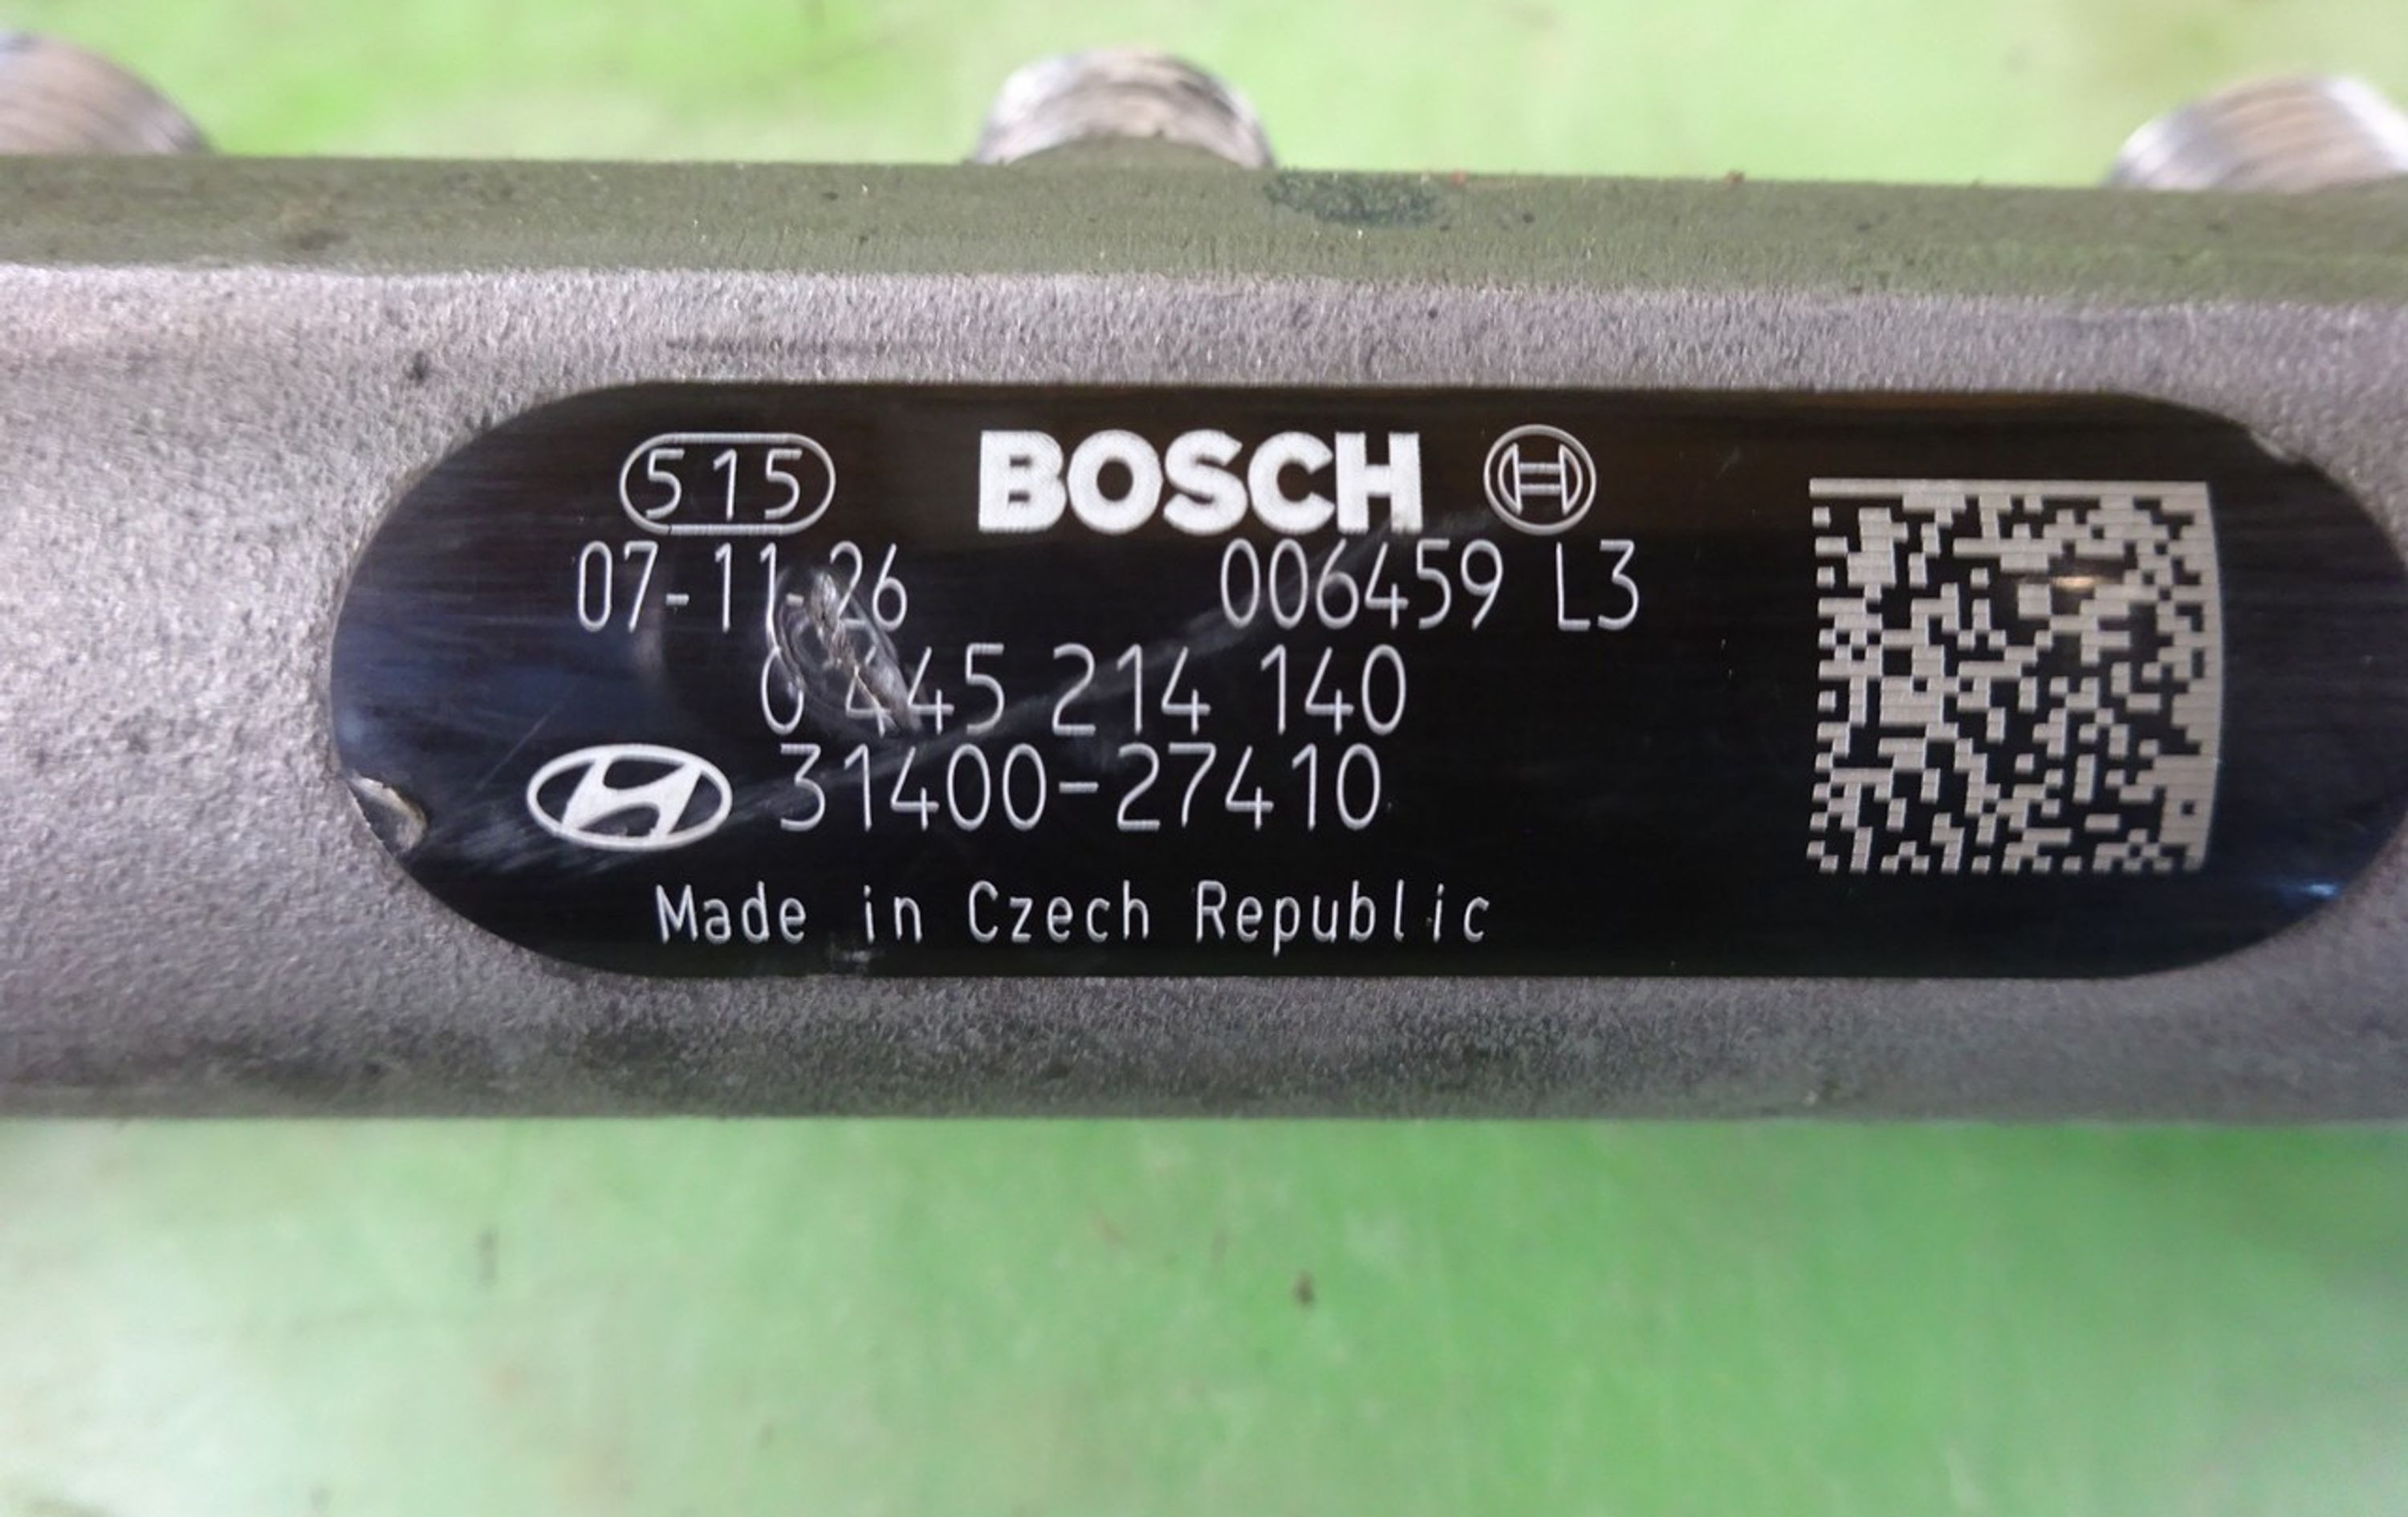 515 BOSCH
07-11-26 006459 L3
0 445 214 140
31400-27410
Made in Czech Republic